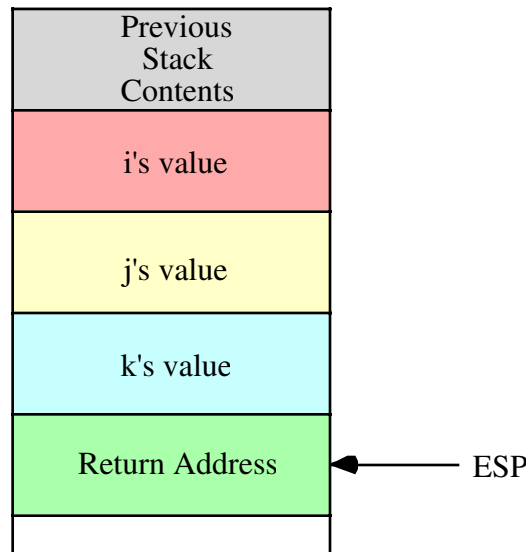 Previous
Stack
Contents
i's value
j's value
k's value
Return Address
ESP